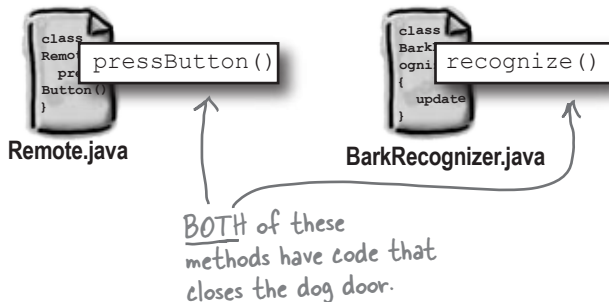 class
Remo
pre
Button()
}
pressButton()
Remote.java
class
Bark
ogni
{
update
}
recognize()
BarkRecognizer.java
BOTH of these
methods have code that
closes the dog door.